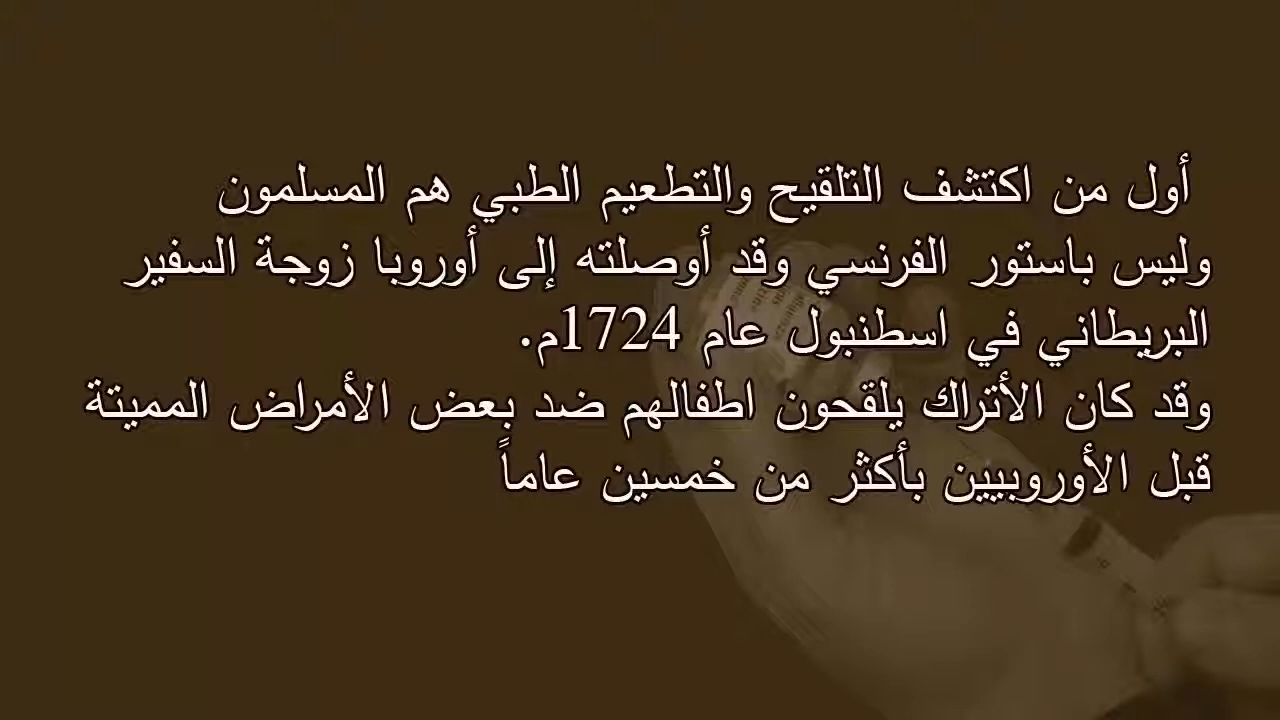 أول من اكتشف التلقيح والتطعيم الطبي هم المسلمون
وليس باستور الفرنسي وقد أوصلته إلى أوروبا زوجة السفير
البريطاني في اسطنبول عام 1724م.
وقد كان الأتراك يلقحون اطفالهم ضد بعض الأمراض المميتة
قبل الأوروبيين بأكثر من خمسين عاماً